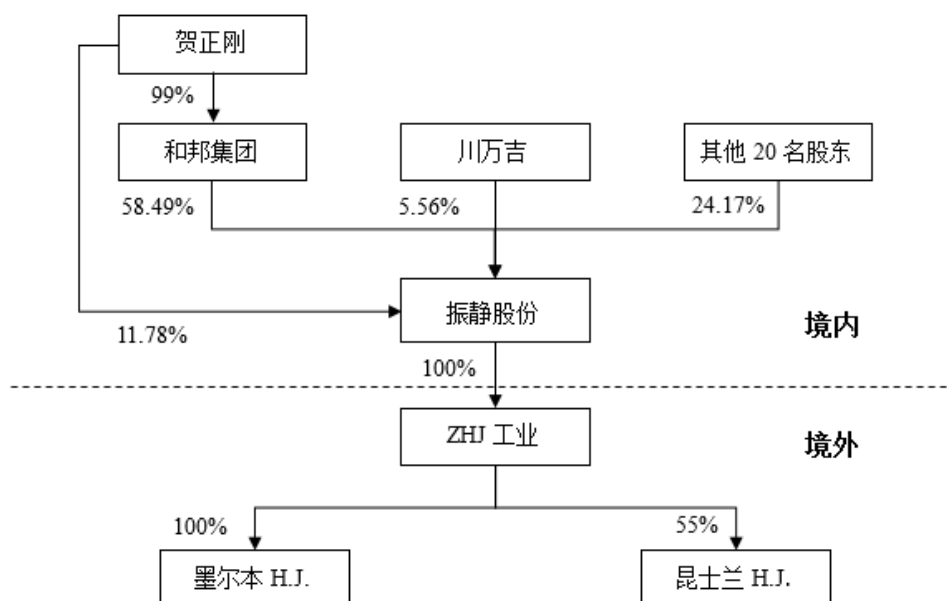 贺正刚
99%
和邦集团
川万吉
其他 20 名股东
58.49%
5.56%
24.17%
振静股份
11.78%
境内
100%
ZHJ 工业
境外
100%
55%
墨尔本 H.J.
昆士兰 H.J.